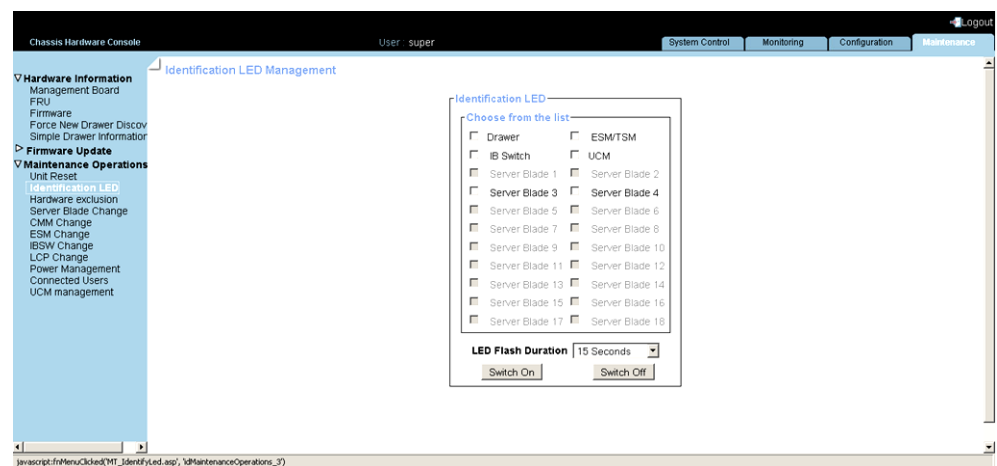 Logout
Chassis Hardware Console
User : super
System Control
Monitoring
Configuration
Maintenance
Hardware Information
Management Board
FRU
Firmware
Force New Drawer Discov
Simple Drawer Information
Firmware Update
Maintenance Operations
Unit Reset
Identification LED
Hardware exclusion
Server Blade Change
CMM Change
ESM Change
IBSW Change
LCP Change
Power Management
Connected Users
UCM management
Identification LED Management
Identification LED
Choose from the list
Drawer ESM/TSM
IB Switch UCM
Server Blade 1 Server Blade 2
Server Blade 3 Server Blade 4
Server Blade 5 Server Blade 6
Server Blade 7 Server Blade 8
Server Blade 9 Server Blade 10
Server Blade 11 Server Blade 12
Server Blade 13 Server Blade 14
Server Blade 15 Server Blade 16
Server Blade 17 Server Blade 18
LED Flash Duration 15 Seconds
Switch On Switch Off
javascript:fnMenuClicked('MT_IdentifyLed.asp', 'idMaintenanceOperations_3')